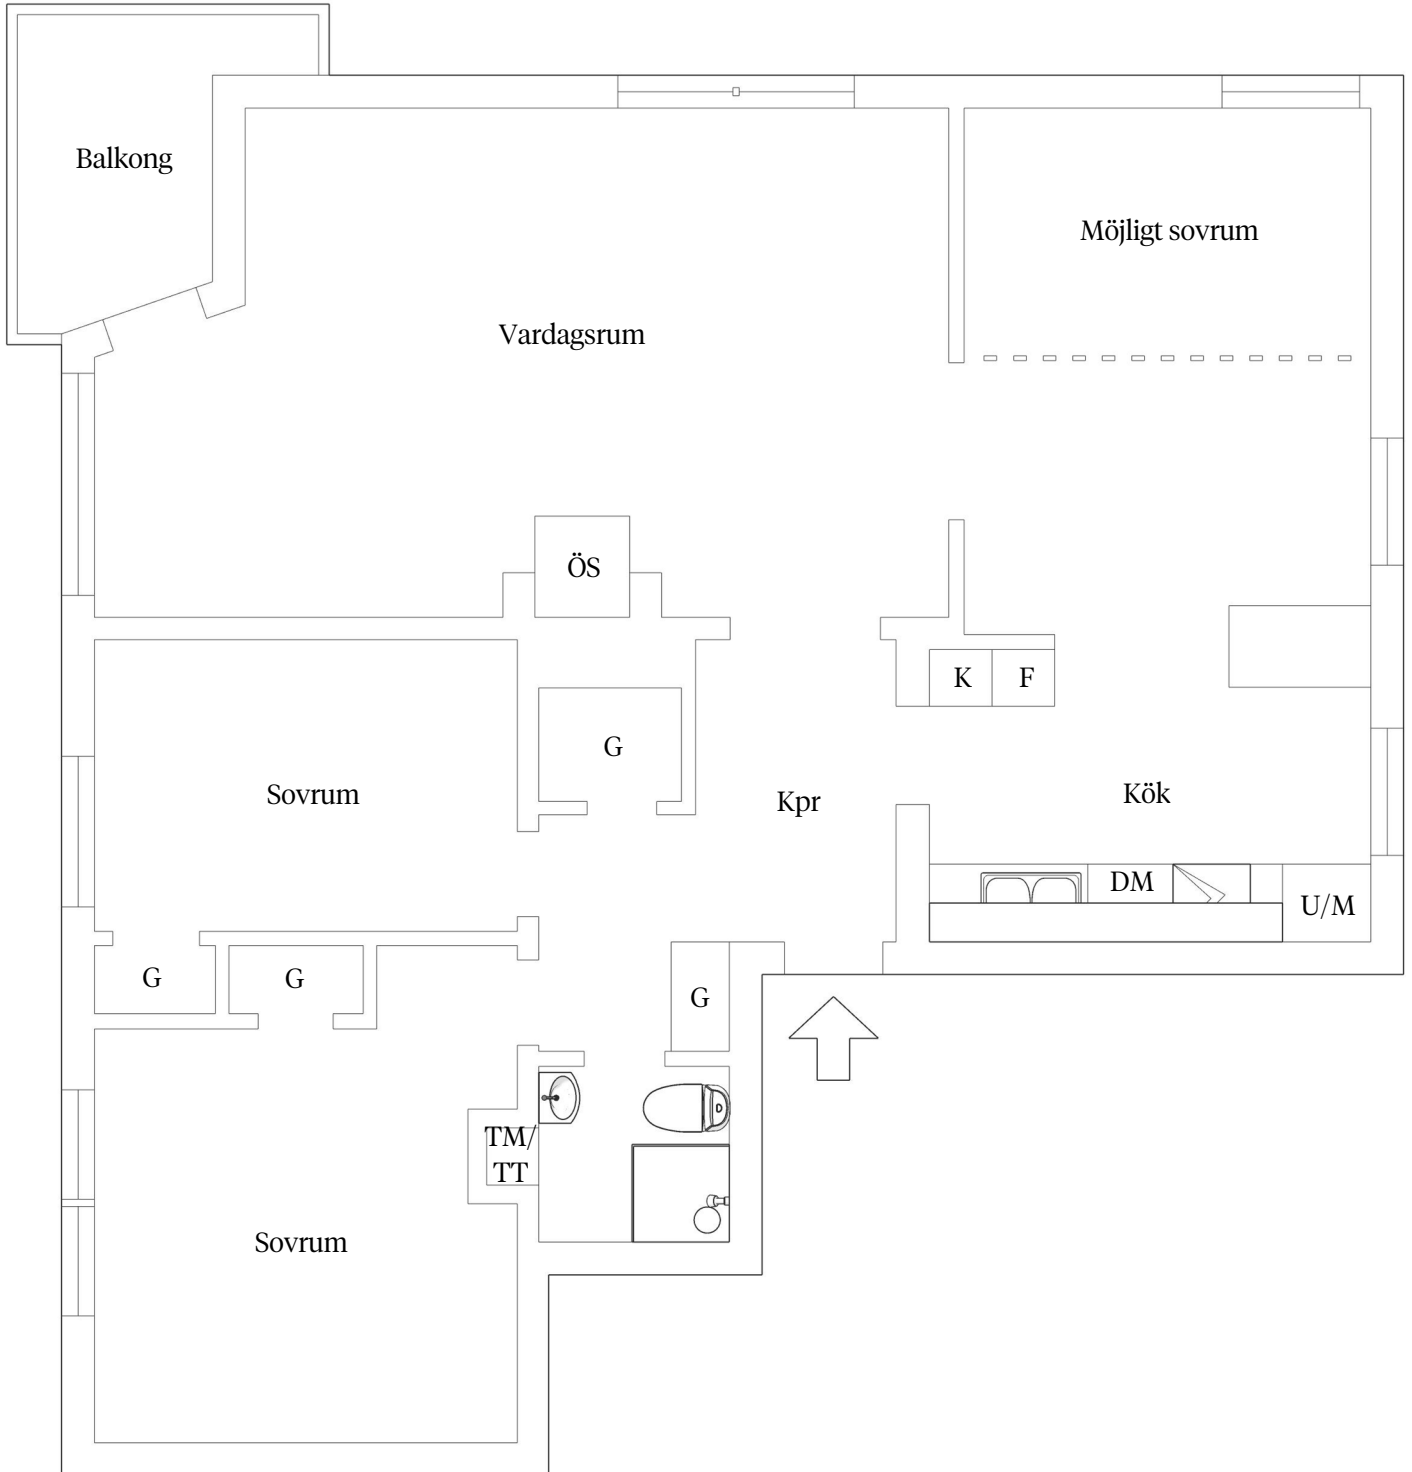 Balkong
Möjligt sovrum
Vardagsrum
ÖS
K
F
G
Sovrum
Kpr
Kök
DM
U/M
G
G
G
TM/
TT
Sovrum